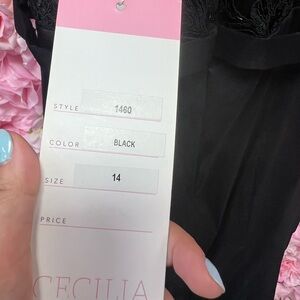 STYLE 1460
COLOR BLACK
SIZE 14
PRICE
CECILIA